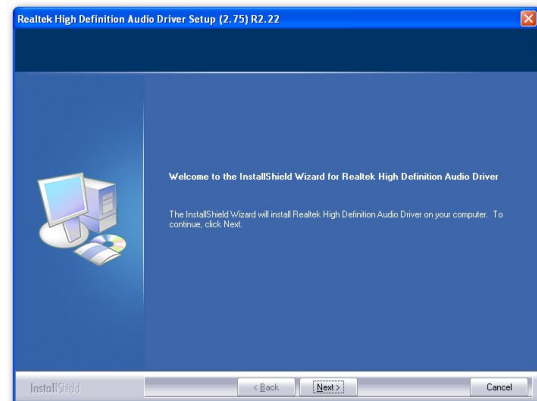 Realtek High Definition Audio Driver Setup (2.75) R2.22
Welcome to the InstallShield Wizard for Realtek High Definition Audio Driver
The InstallShield Wizard will install Realtek High Definition Audio Driver on your computer. To
continue, click Next.
InstallShield
< Back
Next >
Cancel